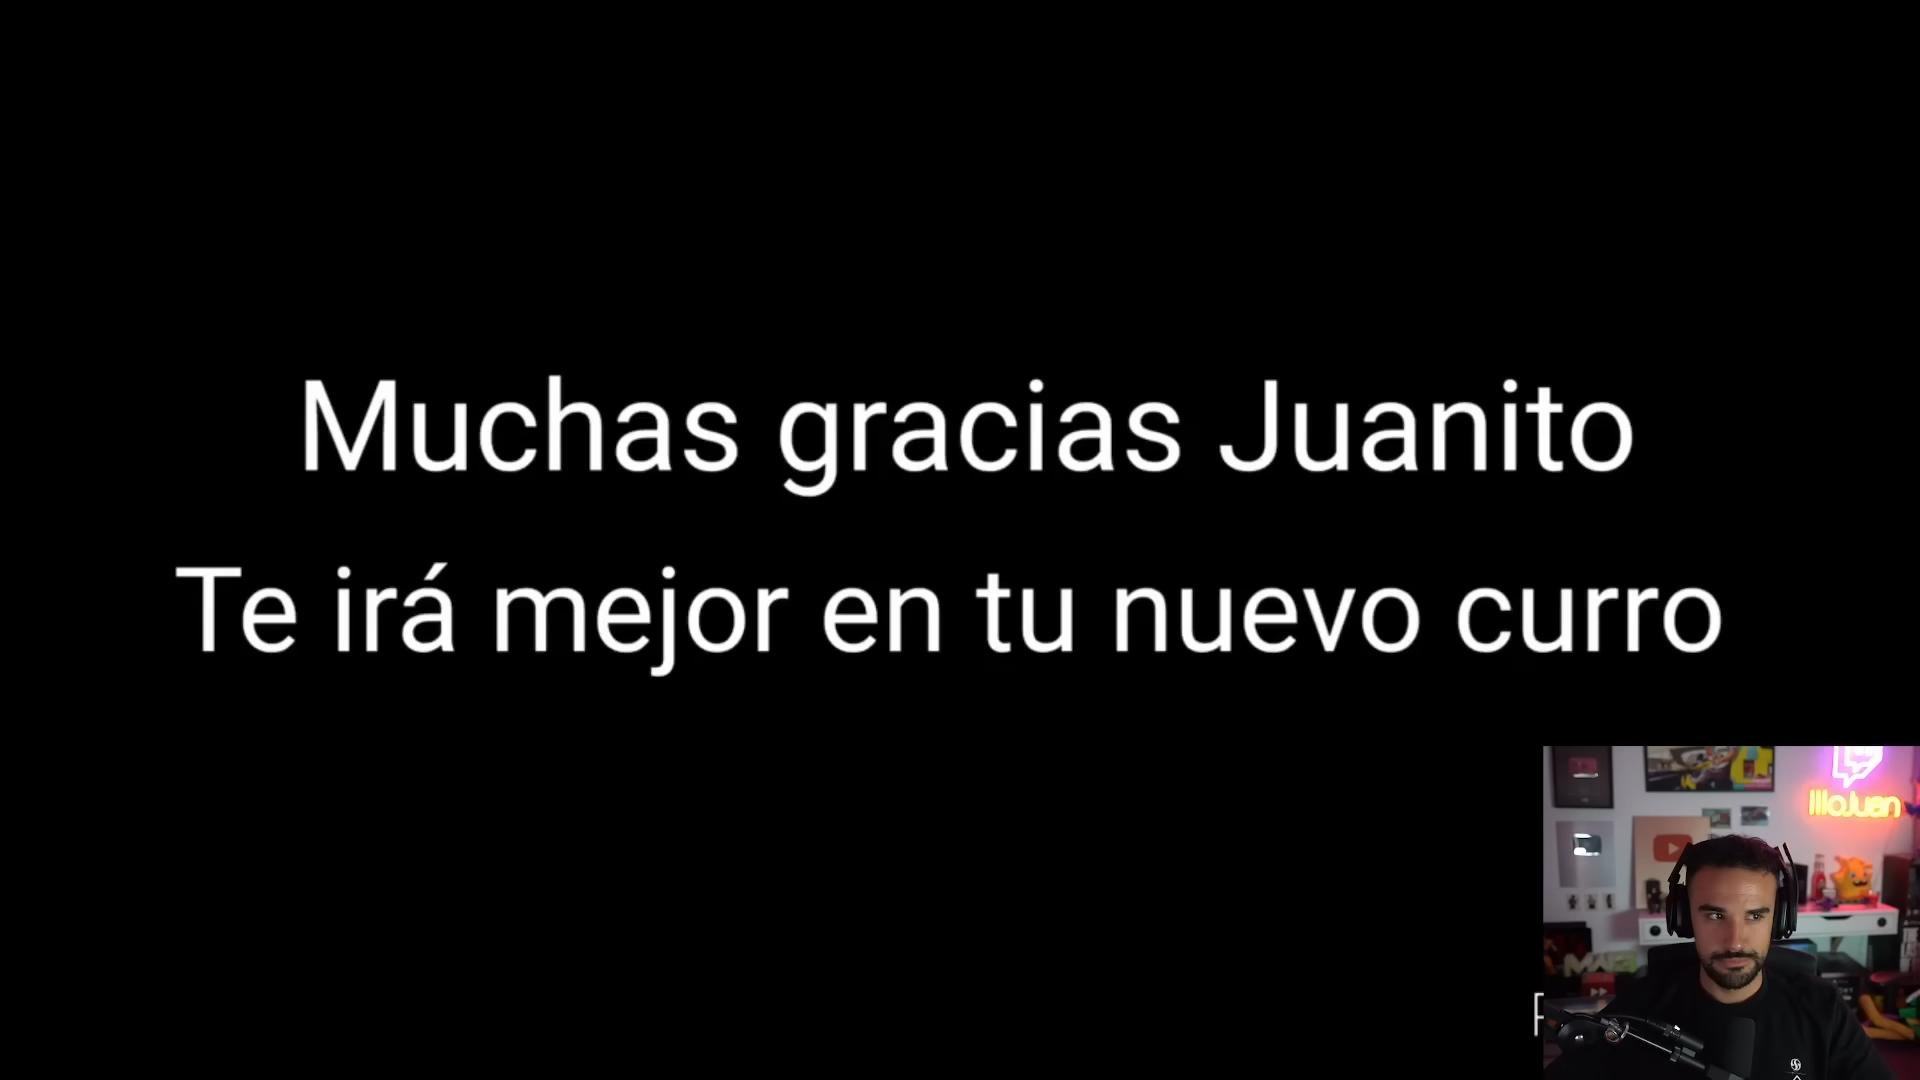 Muchas gracias Juanito
Te irá mejor en tu nuevo curro
IlloJuan